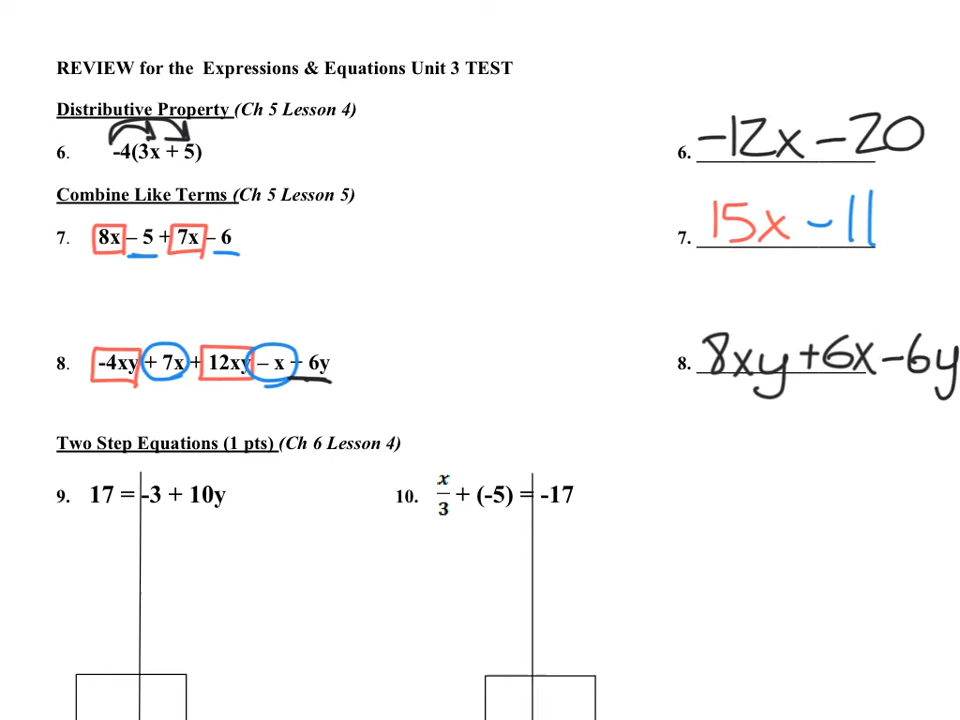 REVIEW for the Expressions & Equations Unit 3 TEST
Distributive Property (Ch 5 Lesson 4)
6. -4(3x + 5) 6. -12x - 20
Combine Like Terms (Ch 5 Lesson 5)
7. 8x – 5 + 7x – 6 7. 15x - 11
8. -4xy + 7x + 12xy – x – 6y 8. 8xy + 6x - 6y
Two Step Equations (1 pts) (Ch 6 Lesson 4)
9. 17 = -3 + 10y 10. x/3 + (-5) = -17